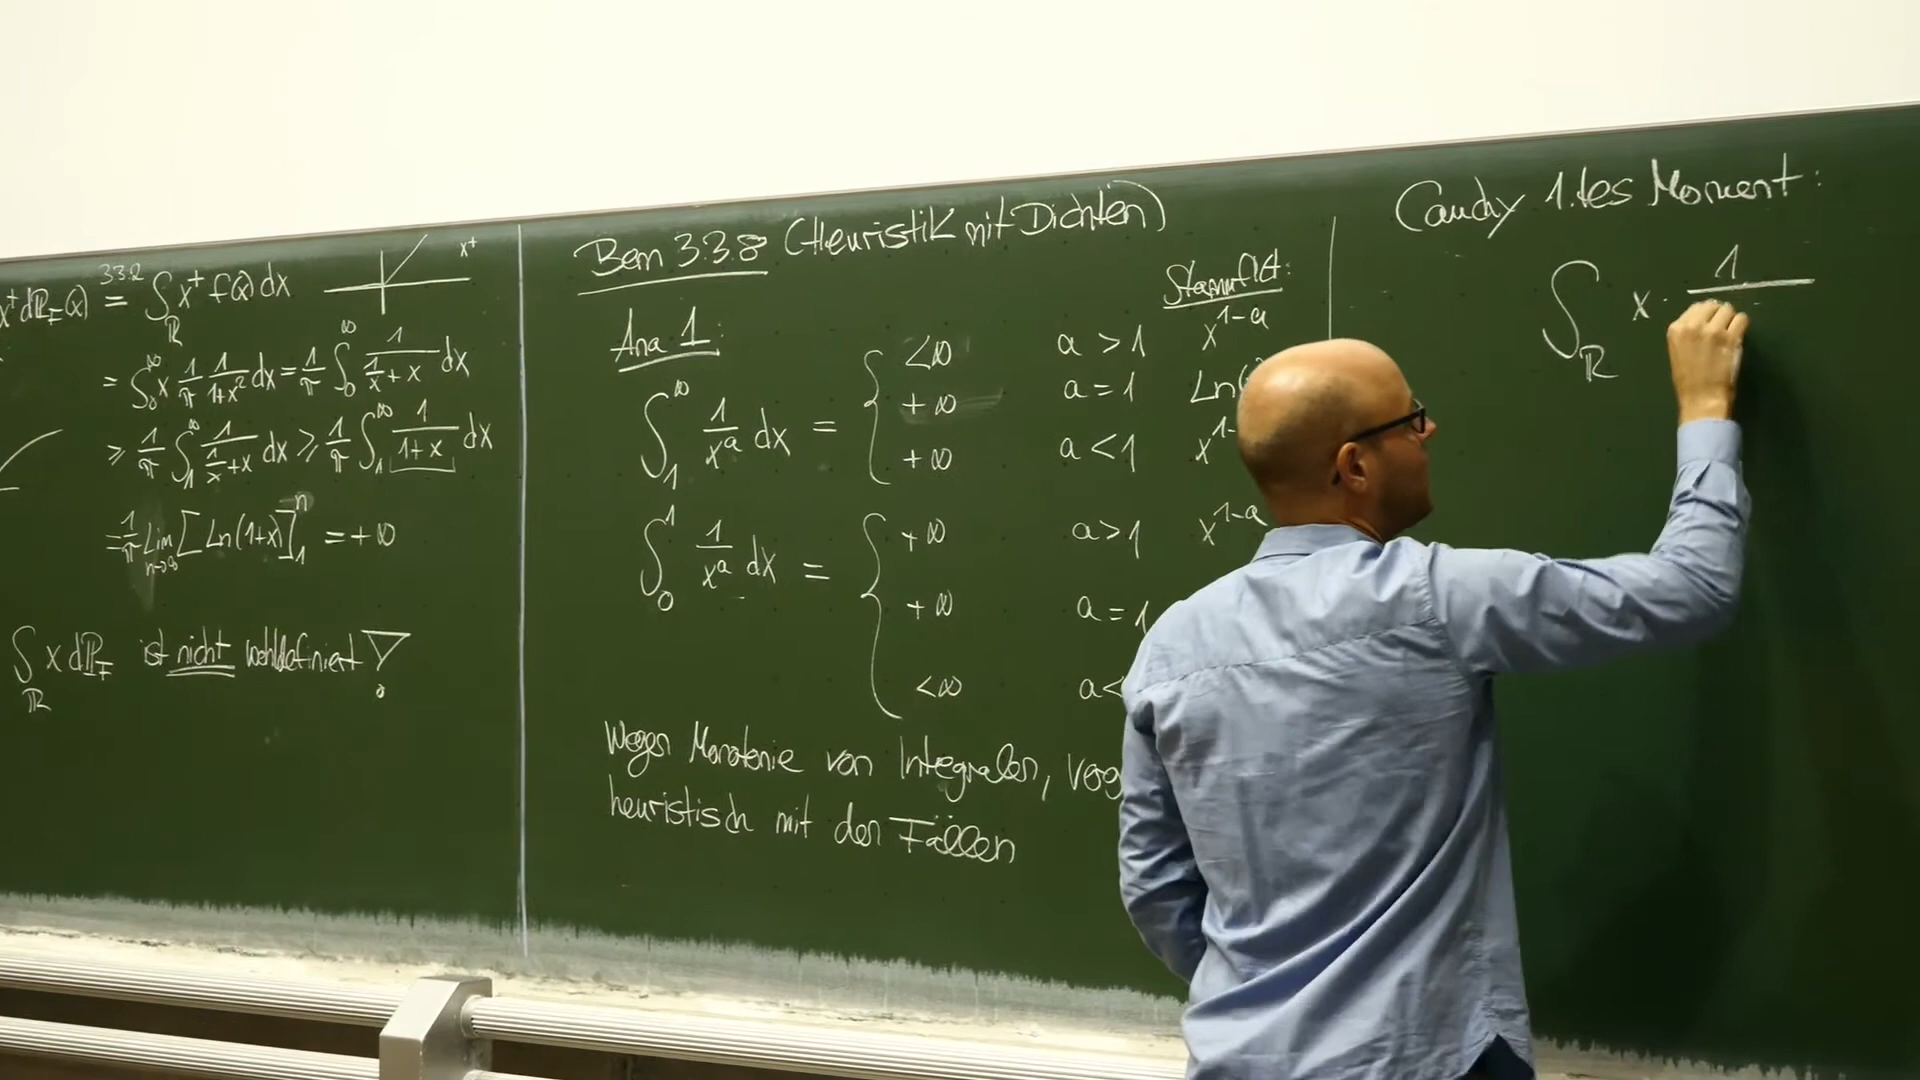 x⁺ dℙ_F(x) =^{3.3.2} ∫_ℝ x⁺ f(x) dx
x⁺
= ∫_0^∞ x 1/π 1/(1+x²) dx = 1/π ∫_0^∞ 1/(1/x + x) dx
≥ 1/π ∫_1^∞ 1/(1/x + x) dx ≥ 1/π ∫_1^∞ 1/(1+x) dx
= 1/π Lim_{n→∞} [Ln(1+x)]_1^n = +∞
∫_ℝ x dℙ_F ist nicht wohldefiniert!
Bem 3.3.8 (Heuristik mit Dichten)
Ana 1:
Stammfkt:
∫_1^∞ 1/x^a dx = {
<∞ a > 1 x^{1-a}
+∞ a = 1 Ln(
+∞ a < 1 x^{1-
∫_0^1 1/x^a dx = {
+∞ a > 1 x^{1-a}
+∞ a = 1
<∞ a <
Wegen Monotonie von Integralen,
heuristisch mit den Fällen
Cauchy 1.tes Moment:
∫_ℝ x · 1/